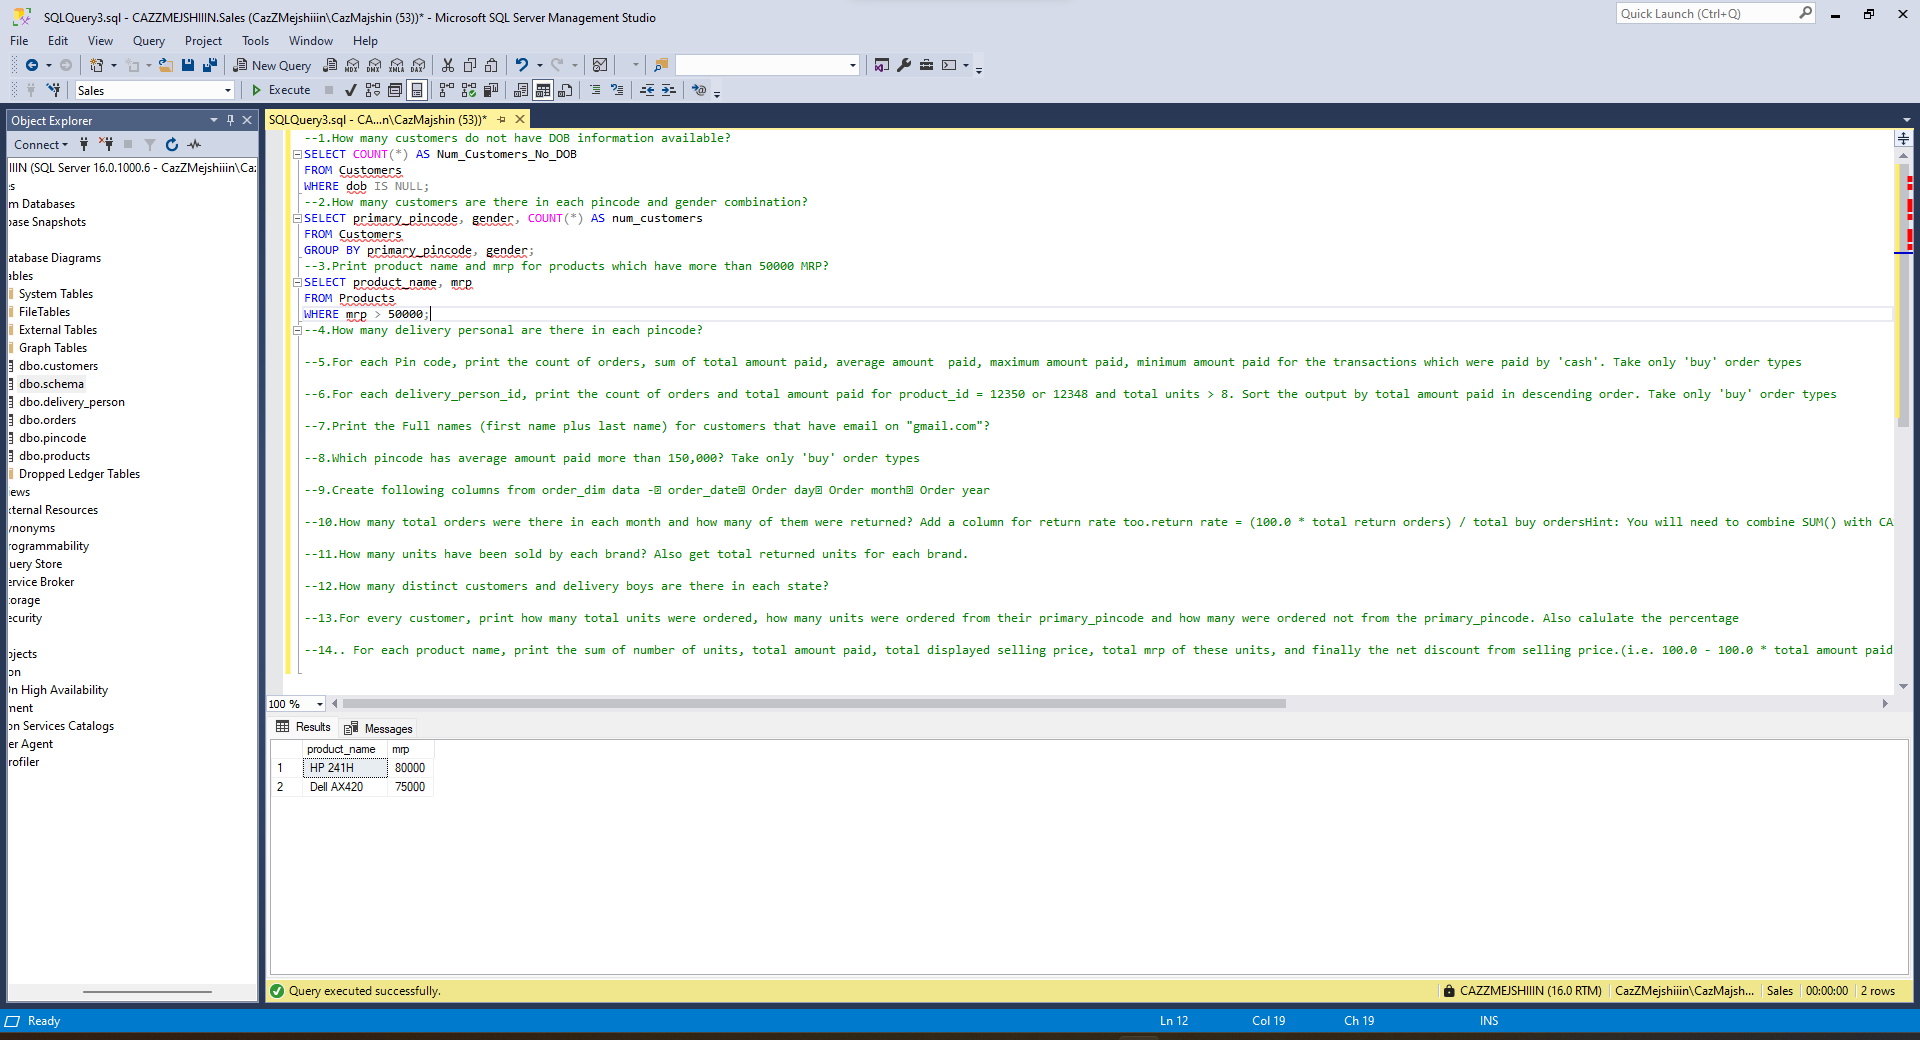 SQLQuery3.sql - CAZZMEJSHIIIN.Sales (CazZMejshiiin\CazMajshin (53))* - Microsoft SQL Server Management Studio
Quick Launch (Ctrl+Q)
File Edit View Query Project Tools Window Help
New Query
MDX DMX XMLA DAX
Sales
Execute
Object Explorer
Connect
IIIN (SQL Server 16.0.1000.6 - CazZMejshiiin\Ca:
es
m Databases
base Snapshots
atabase Diagrams
ables
System Tables
FileTables
External Tables
Graph Tables
dbo.customers
dbo.schema
dbo.delivery_person
dbo.orders
dbo.pincode
dbo.products
Dropped Ledger Tables
iews
xternal Resources
ynonyms
rogrammability
uery Store
ervice Broker
torage
ecurity
bjects
on
On High Availability
ment
on Services Catalogs
er Agent
rofiler
SQLQuery3.sql - CA...n\CazMajshin (53))*
--1.How many customers do not have DOB information available?
SELECT COUNT(*) AS Num_Customers_No_DOB
FROM Customers
WHERE dob IS NULL;
--2.How many customers are there in each pincode and gender combination?
SELECT primary_pincode, gender, COUNT(*) AS num_customers
FROM Customers
GROUP BY primary_pincode, gender;
--3.Print product name and mrp for products which have more than 50000 MRP?
SELECT product_name, mrp
FROM Products
WHERE mrp > 50000;
--4.How many delivery personal are there in each pincode?
--5.For each Pin code, print the count of orders, sum of total amount paid, average amount  paid, maximum amount paid, minimum amount paid for the transactions which were paid by 'cash'. Take only 'buy' order types
--6.For each delivery_person_id, print the count of orders and total amount paid for product_id = 12350 or 12348 and total units > 8. Sort the output by total amount paid in descending order. Take only 'buy' order types
--7.Print the Full names (first name plus last name) for customers that have email on "gmail.com"?
--8.Which pincode has average amount paid more than 150,000? Take only 'buy' order types
--9.Create following columns from order_dim data - order_date Order day Order month Order year
--10.How many total orders were there in each month and how many of them were returned? Add a column for return rate too.return rate = (100.0 * total return orders) / total buy ordersHint: You will need to combine SUM() with CA
--11.How many units have been sold by each brand? Also get total returned units for each brand.
--12.How many distinct customers and delivery boys are there in each state?
--13.For every customer, print how many total units were ordered, how many units were ordered from their primary_pincode and how many were ordered not from the primary_pincode. Also calulate the percentage
--14.. For each product name, print the sum of number of units, total amount paid, total displayed selling price, total mrp of these units, and finally the net discount from selling price.(i.e. 100.0 - 100.0 * total amount paid
100 %
Results Messages
product_name mrp
1 HP 241H 80000
2 Dell AX420 75000
Query executed successfully. CAZZMEJSHIIIN (16.0 RTM) CazZMejshiiin\CazMajsh... Sales 00:00:00 2 rows
Ready Ln 12 Col 19 Ch 19 INS